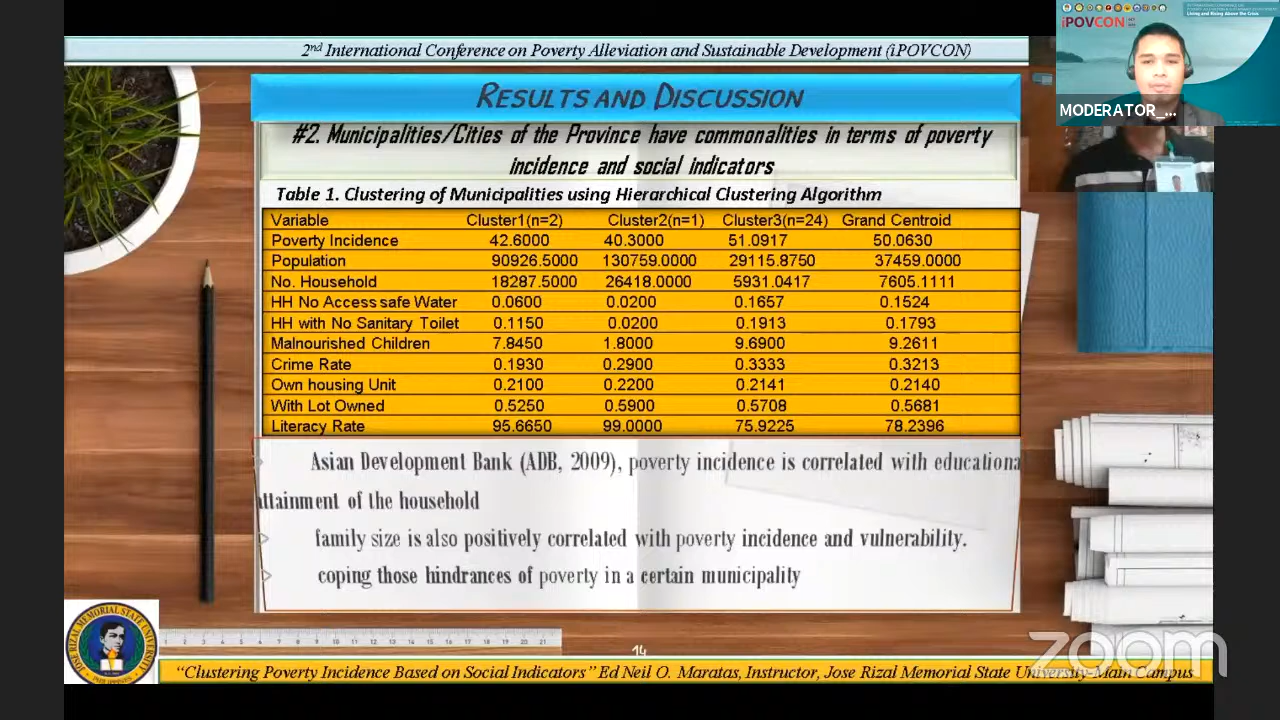 2nd International Conference on Poverty Alleviation and Sustainable Development (iPOVCON)
iPOVCON
MODERATOR_...
RESULTS AND DISCUSSION
#2. Municipalities/Cities of the Province have commonalities in terms of poverty
incidence and social indicators
Table 1. Clustering of Municipalities using Hierarchical Clustering Algorithm
Variable Cluster1(n=2) Cluster2(n=1) Cluster3(n=24) Grand Centroid
Poverty Incidence 42.6000 40.3000 51.0917 50.0630
Population 90926.5000 130759.0000 29115.8750 37459.0000
No. Household 18287.5000 26418.0000 5931.0417 7605.1111
HH No Access safe Water 0.0600 0.0200 0.1657 0.1524
HH with No Sanitary Toilet 0.1150 0.0200 0.1913 0.1793
Malnourished Children 7.8450 1.8000 9.6900 9.2611
Crime Rate 0.1930 0.2900 0.3333 0.3213
Own housing Unit 0.2100 0.2200 0.2141 0.2140
With Lot Owned 0.5250 0.5900 0.5708 0.5681
Literacy Rate 95.6650 99.0000 75.9225 78.2396
Asian Development Bank (ADB, 2009), poverty incidence is correlated with educationa
attainment of the household
family size is also positively correlated with poverty incidence and vulnerability.
coping those hindrances of poverty in a certain municipality
14
zoom
"Clustering Poverty Incidence Based on Social Indicators" Ed Neil O. Maratas, Instructor, Jose Rizal Memorial State University-Main Campus